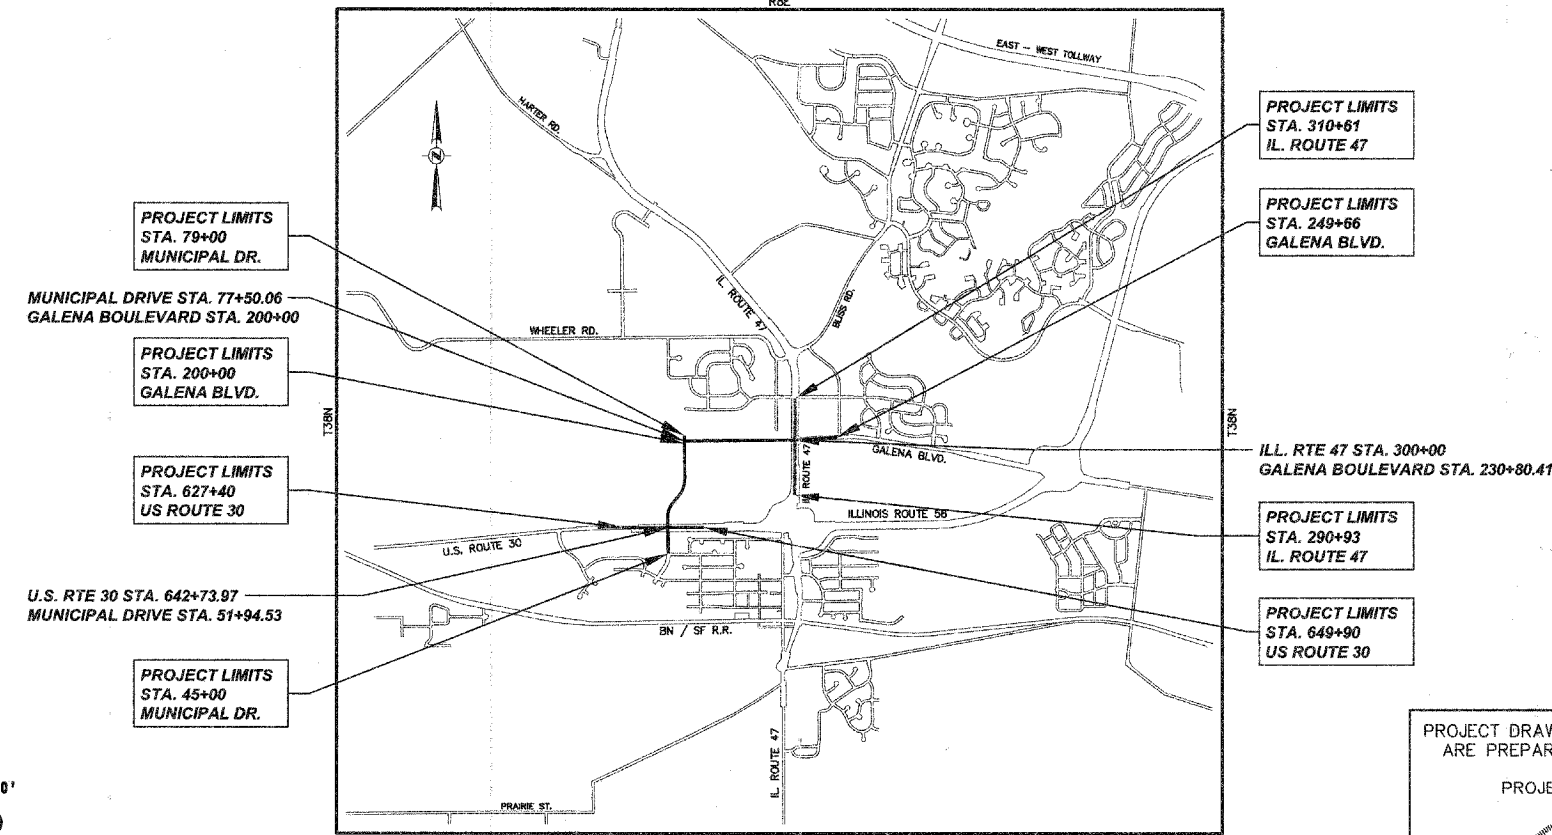 R8E
EAST - WEST TOLLWAY
HARTER RD.
N
PROJECT LIMITS
STA. 310+61
IL. ROUTE 47
PROJECT LIMITS
STA. 249+66
GALENA BLVD.
PROJECT LIMITS
STA. 79+00
MUNICIPAL DR.
MUNICIPAL DRIVE STA. 77+50.06
GALENA BOULEVARD STA. 200+00
IL. ROUTE 47
BLISS RD.
WHEELER RD.
PROJECT LIMITS
STA. 200+00
GALENA BLVD.
T38N
T38N
GALENA BLVD.
IL ROUTE 47
ILL. RTE 47 STA. 300+00
GALENA BOULEVARD STA. 230+80.41
PROJECT LIMITS
STA. 627+40
US ROUTE 30
ILLINOIS ROUTE 56
PROJECT LIMITS
STA. 290+93
IL. ROUTE 47
U.S. ROUTE 30
U.S. RTE 30 STA. 642+73.97
MUNICIPAL DRIVE STA. 51+94.53
BN / SF R.R.
PROJECT LIMITS
STA. 649+90
US ROUTE 30
PROJECT LIMITS
STA. 45+00
MUNICIPAL DR.
IL ROUTE 47
PRAIRIE ST.
0'
PROJECT DRAW
ARE PREPAR
PROJE